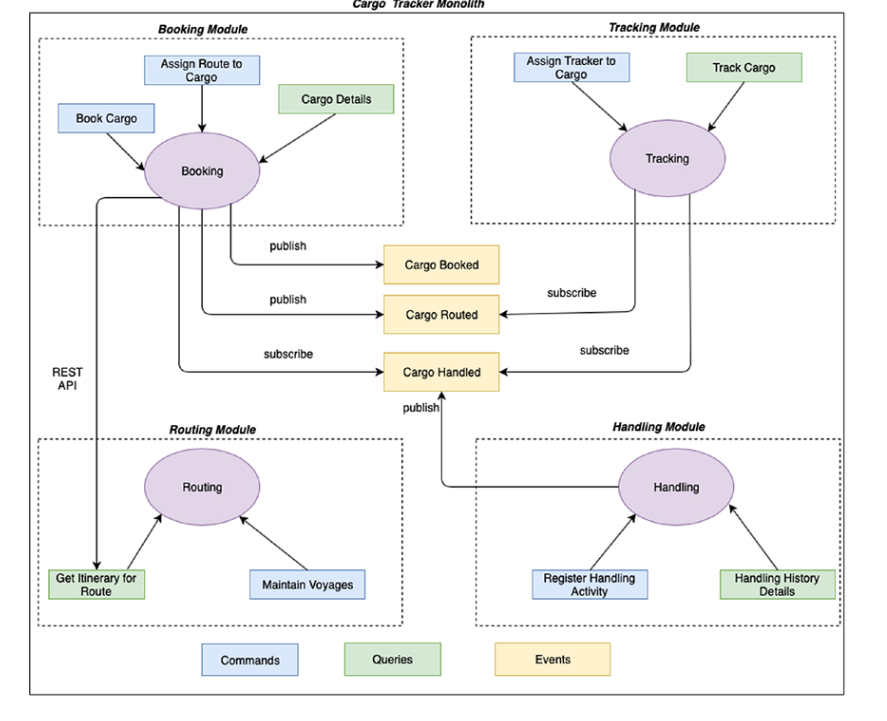 Cargo Tracker Monolith
Booking Module
Tracking Module
Assign Route to
Cargo
Cargo Details
Book Cargo
Booking
Assign Tracker to
Cargo
Track Cargo
Tracking
publish
Cargo Booked
publish
Cargo Routed
subscribe
subscribe
Cargo Handled
subscribe
REST
API
publish
Routing Module
Handling Module
Routing
Handling
Get Itinerary for
Route
Maintain Voyages
Register Handling
Activity
Handling History
Details
Commands
Queries
Events